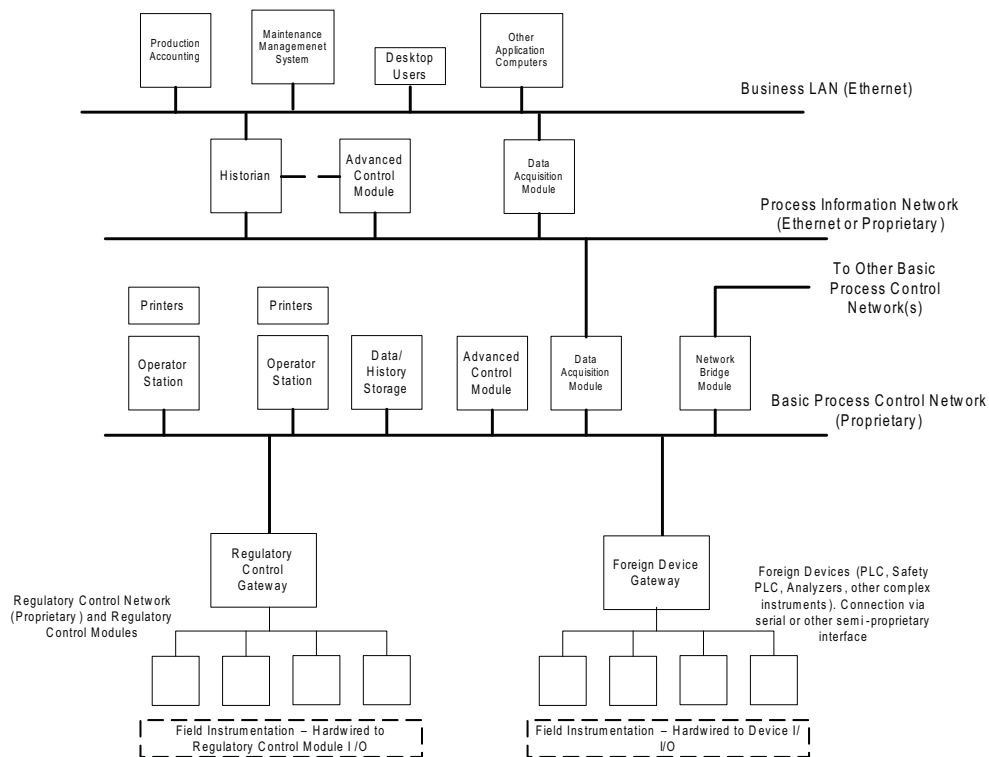 Production
Accounting
Maintenance
Managemenet
System
Desktop
Users
Other
Application
Computers
Business LAN (Ethernet)
Historian
Advanced
Control
Module
Data
Acquisition
Module
Process Information Network
(Ethernet or Proprietary)
To Other Basic
Process Control
Network(s)
Printers
Printers
Operator
Station
Operator
Station
Data/
History
Storage
Advanced
Control
Module
Data
Acquisition
Module
Network
Bridge
Module
Basic Process Control Network
(Proprietary)
Regulatory
Control
Gateway
Foreign Device
Gateway
Regulatory Control Network
(Proprietary) and Regulatory
Control Modules
Foreign Devices (PLC, Safety
PLC, Analyzers, other complex
instruments). Connection via
serial or other semi-proprietary
interface
Field Instrumentation – Hardwired to
Regulatory Control Module I/O
Field Instrumentation – Hardwired to Device I/
I/O